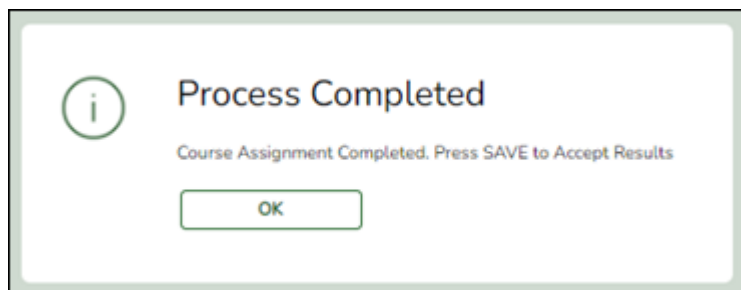 Process Completed
Course Assignment Completed. Press SAVE to Accept Results
OK